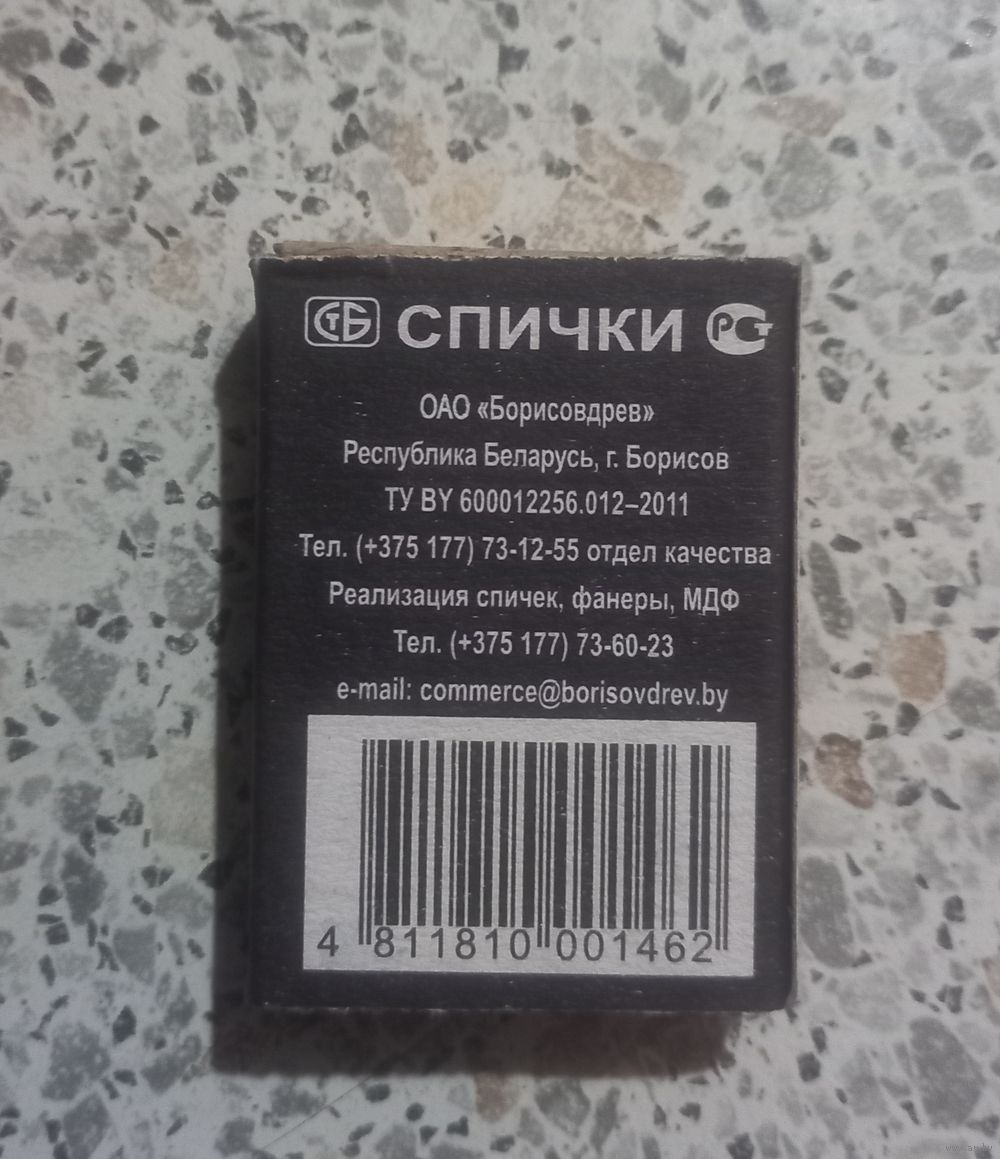 СТБ СПИЧКИ РСТ
ОАО «Борисовдрев»
Республика Беларусь, г. Борисов
ТУ BY 600012256.012–2011
Тел. (+375 177) 73-12-55 отдел качества
Реализация спичек, фанеры, МДФ
Тел. (+375 177) 73-60-23
e-mail: commerce@borisovdrev.by
4 811810 001462